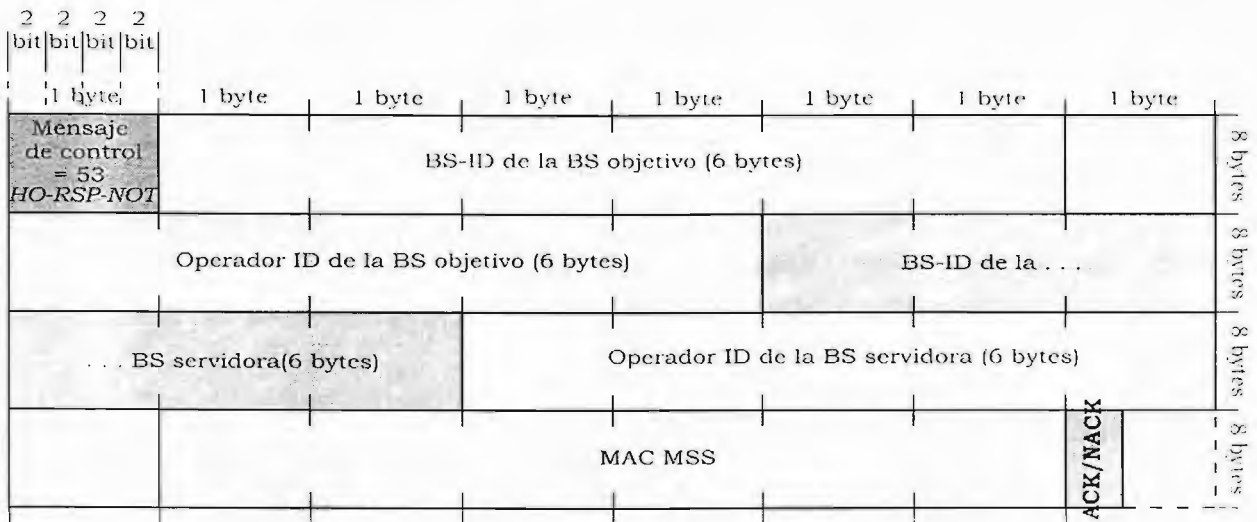 2 2 2 2
bit bit bit bit
1 byte 1 byte 1 byte 1 byte 1 byte 1 byte 1 byte 1 byte
Mensaje
de control
= 53
HO-RSP-NOT
BS-ID de la BS objetivo (6 bytes)
8 bytes
Operador ID de la BS objetivo (6 bytes)
BS-ID de la . . .
8 bytes
. . . BS servidora(6 bytes)
Operador ID de la BS servidora (6 bytes)
8 bytes
MAC MSS
ACK/NACK
8 bytes